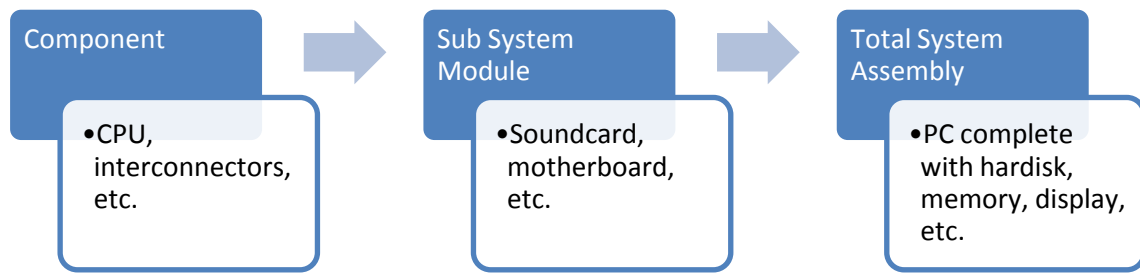 Component
•CPU,
interconnectors,
etc.
Sub System
Module
•Soundcard,
motherboard,
etc.
Total System
Assembly
•PC complete
with hardisk,
memory, display,
etc.